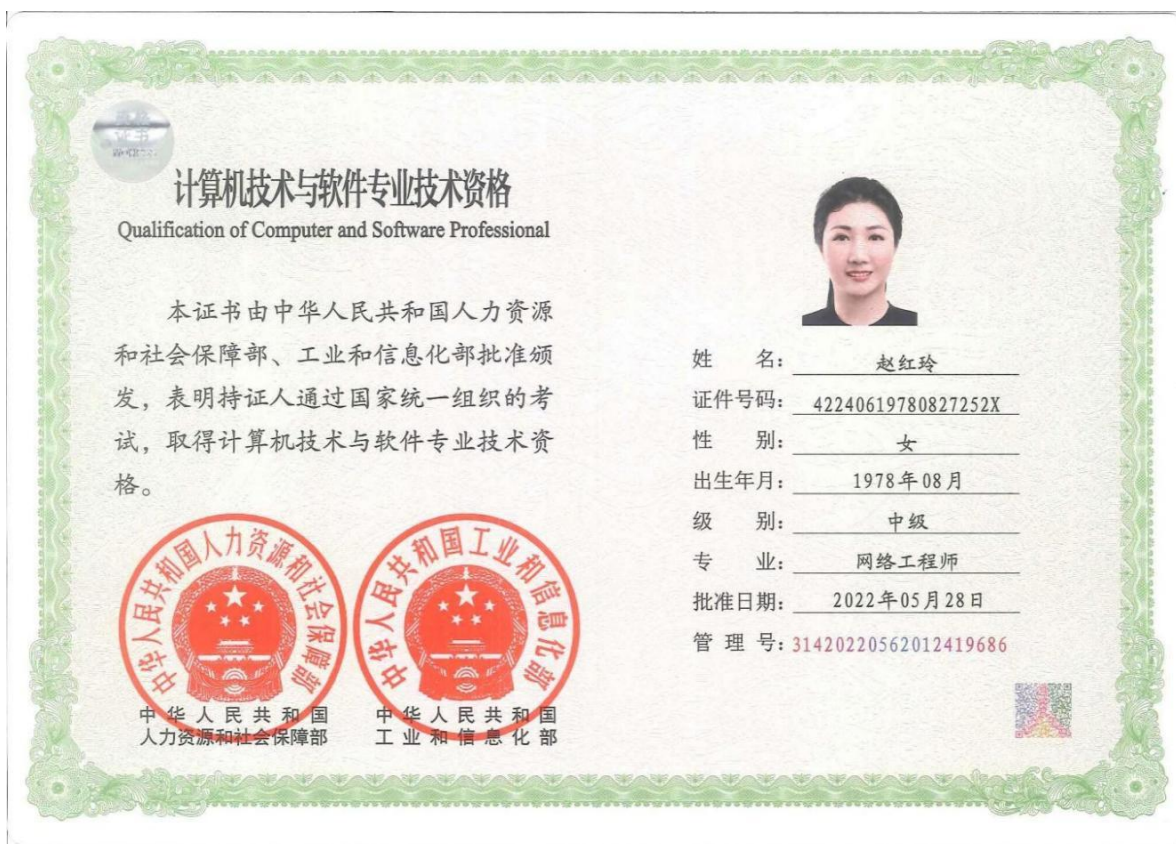 计算机技术与软件专业技术资格
Qualification of Computer and Software Professional
本证书由中华人民共和国人力资源
和社会保障部、工业和信息化部批准颁
发，表明持证人通过国家统一组织的考
试，取得计算机技术与软件专业技术资
格。
中华人民共和国人力资源和社会保障部
中华人民共和国工业和信息化部
中华人民共和国
人力资源和社会保障部
中华人民共和国
工业和信息化部
姓 名: 赵红玲
证件号码: 42240619780827252X
性 别: 女
出生年月: 1978年08月
级 别: 中级
专 业: 网络工程师
批准日期: 2022年05月28日
管 理 号: 31420220562012419686